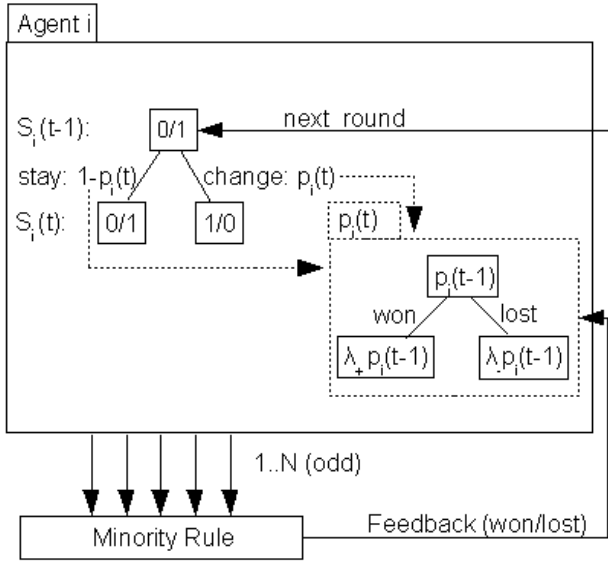 Agent i
S_i(t-1):
0/1
next round
stay: 1-p_i(t)
change: p_i(t)
S_i(t):
0/1
1/0
p_i(t)
p_i(t-1)
won
lost
λ_+ p_i(t-1)
λ_- p_i(t-1)
1..N (odd)
Minority Rule
Feedback (won/lost)